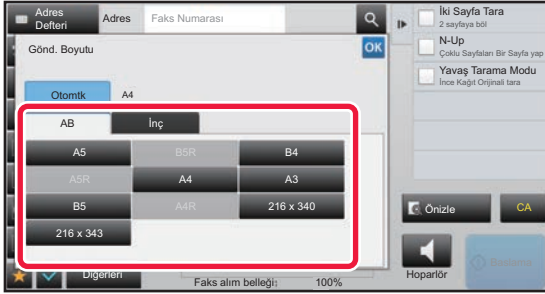 Adres Defteri
Adres
Faks Numarası
Gönd. Boyutu
OK
Otomtk
A4
AB
İnç
A5
B5R
B4
A5R
A4
A3
B5
A4R
216 x 340
216 x 343
Diğerleri
Faks alım belleği: 100%
İki Sayfa Tara
2 sayfaya böl
N-Up
Çoklu Sayfaları Bir Sayfa yap
Yavaş Tarama Modu
İnce Kağıt Orijinali tara
Önizle
CA
Hoparlör